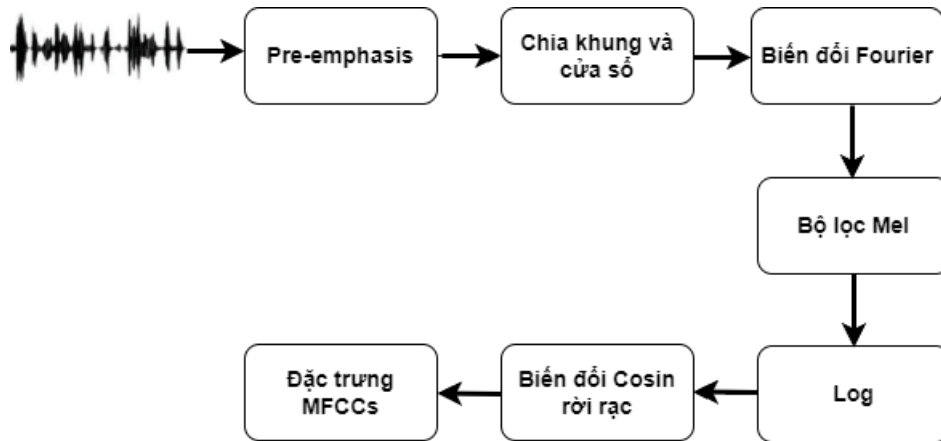 Pre-emphasis
Chia khung và
cửa sổ
Biến đổi Fourier
Bộ lọc Mel
Log
Biến đổi Cosin
rời rạc
Đặc trưng
MFCCs